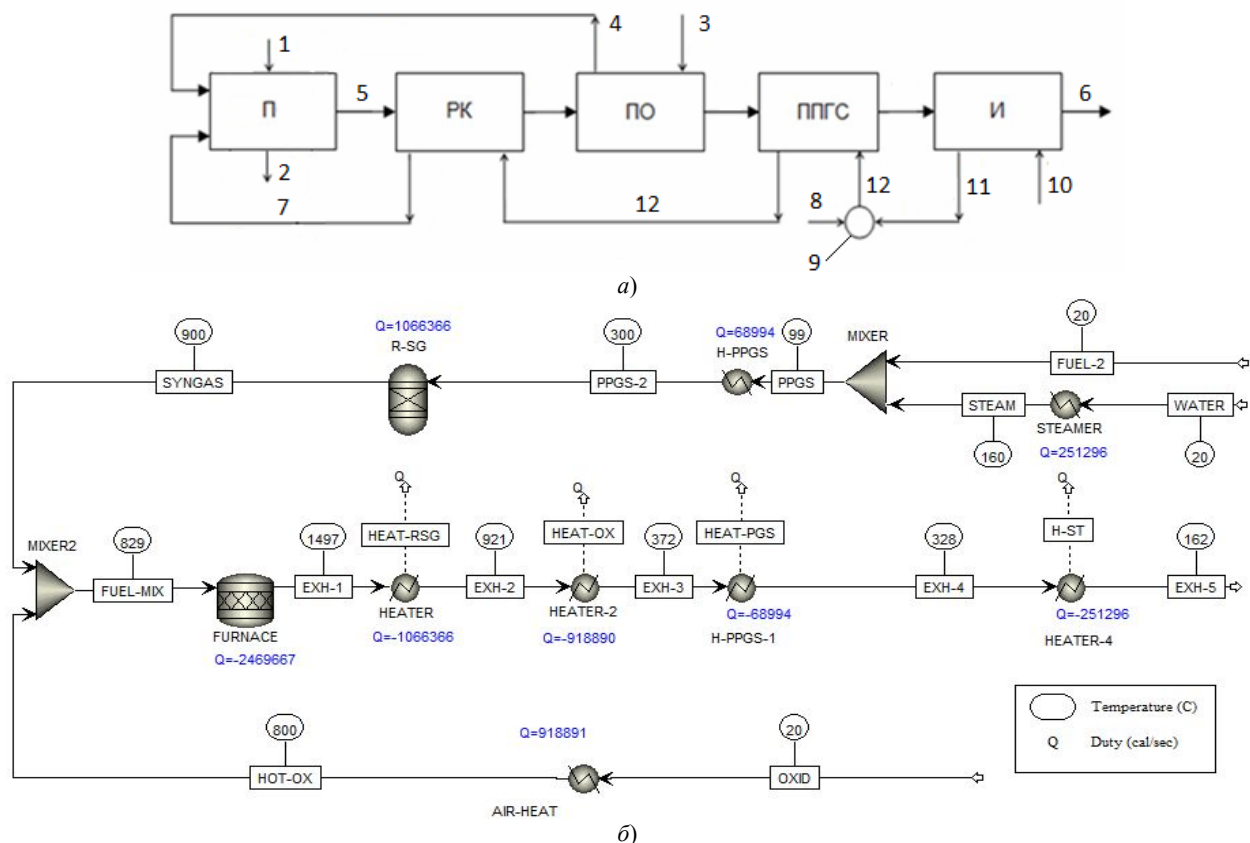 4
3
1
5
6
П
РК
ПО
ППГС
И
2
7
12
8
12
11
10
9
а)
900
Q=1066366
R-SG
300
Q=68994
H-PPGS
99
MIXER
20
SYNGAS
PPGS-2
PPGS
FUEL-2
STEAM
WATER
STEAMER
160
Q=251296
20
Q
Q
Q
Q
MIXER2
829
1497
HEAT-RSG
921
HEAT-OX
372
HEAT-PGS
328
H-ST
162
FUEL-MIX
EXH-1
EXH-2
EXH-3
EXH-4
EXH-5
FURNACE
HEATER
HEATER-2
H-PPGS-1
HEATER-4
Q=-2469667
Q=-1066366
Q=-918890
Q=-68994
Q=-251296
800
Q=918891
20
HOT-OX
OXID
AIR-HEAT
Temperature (C)
Q Duty (cal/sec)
б)